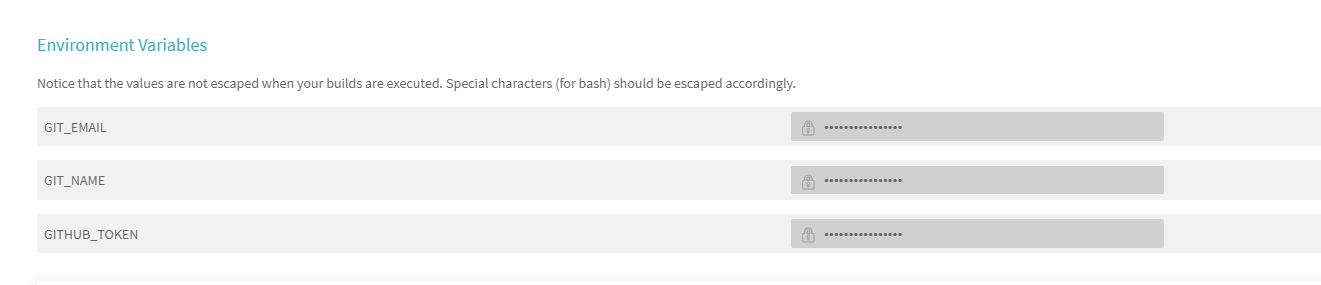 Environment Variables
Notice that the values are not escaped when your builds are executed. Special characters (for bash) should be escaped accordingly.
GIT_EMAIL ••••••••••••••••
GIT_NAME ••••••••••••••••
GITHUB_TOKEN ••••••••••••••••